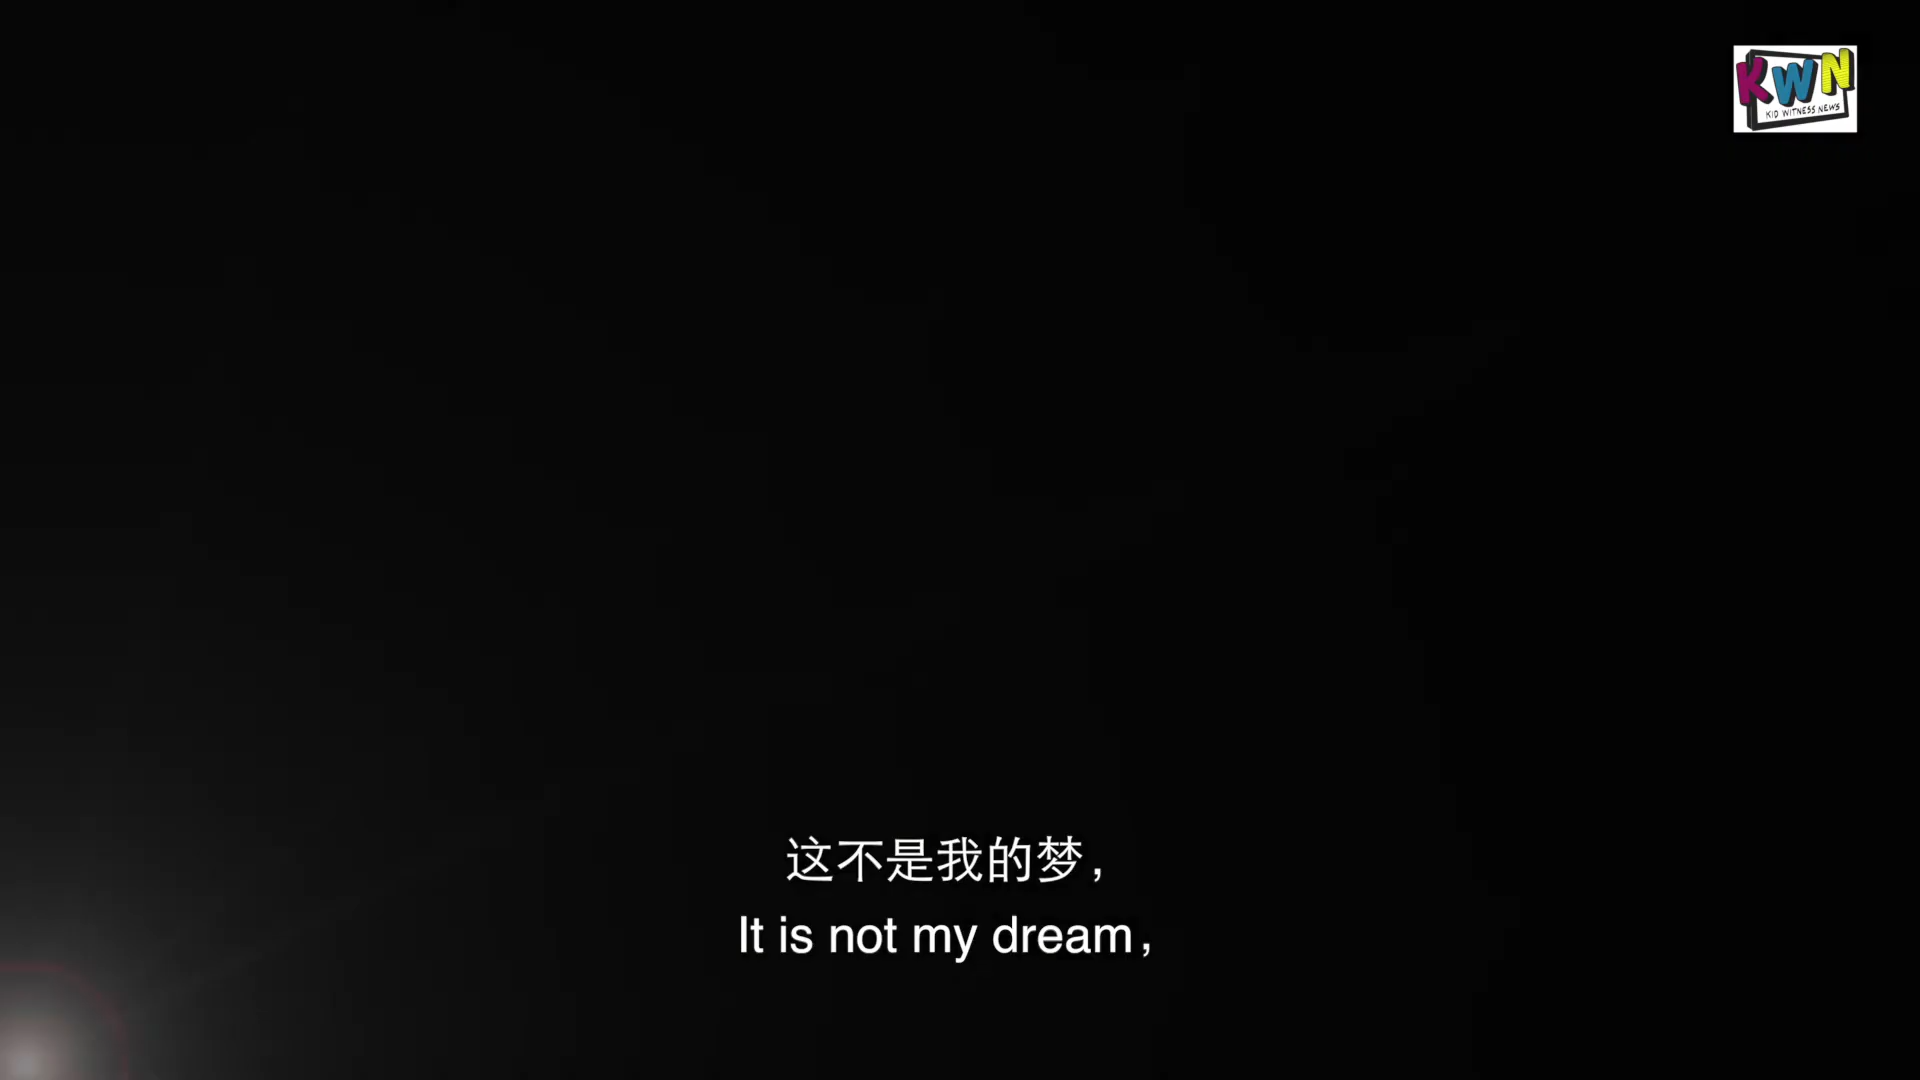 KWN
KID WITNESS NEWS
这不是我的梦，
It is not my dream，